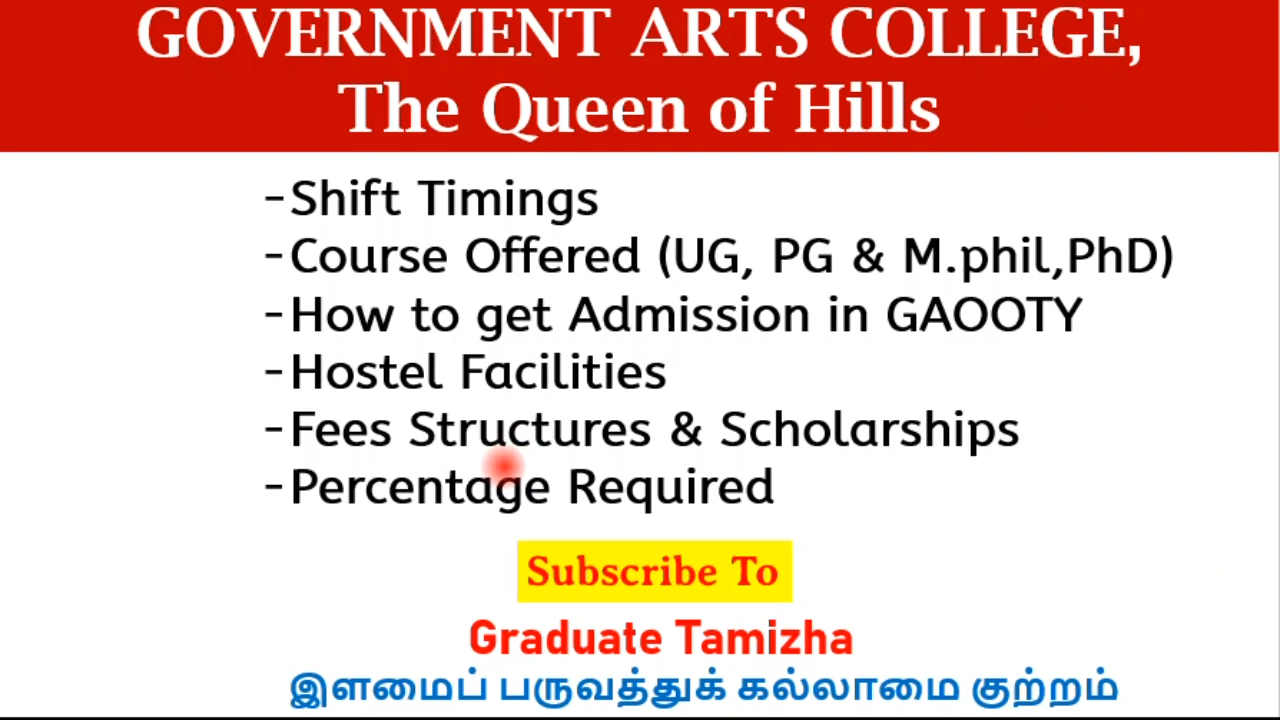 GOVERNMENT ARTS COLLEGE,
The Queen of Hills
-Shift Timings
-Course Offered (UG, PG & M.phil,PhD)
-How to get Admission in GAOOTY
-Hostel Facilities
-Fees Structures & Scholarships
-Percentage Required
Subscribe To
Graduate Tamizha
இளமைப் பருவத்துக் கல்லாமை குற்றம்